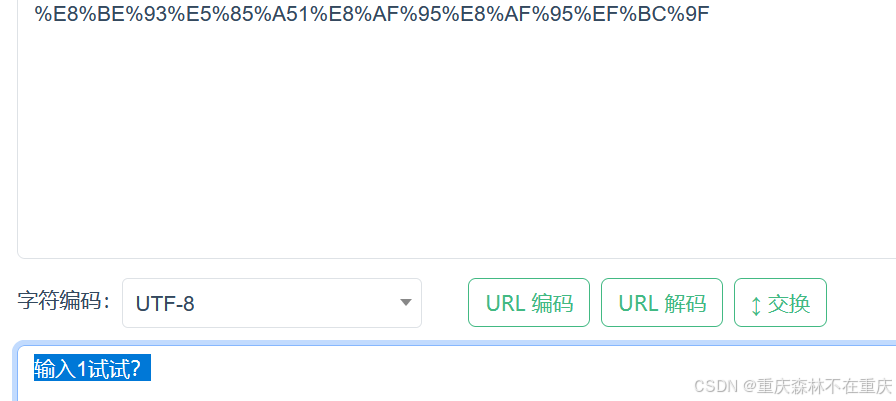 %E8%BE%93%E5%85%A51%E8%AF%95%E8%AF%95%EF%BC%9F
字符编码：
UTF-8
URL 编码
URL 解码
↕ 交换
输入1试试？
CSDN @重庆森林不在重庆